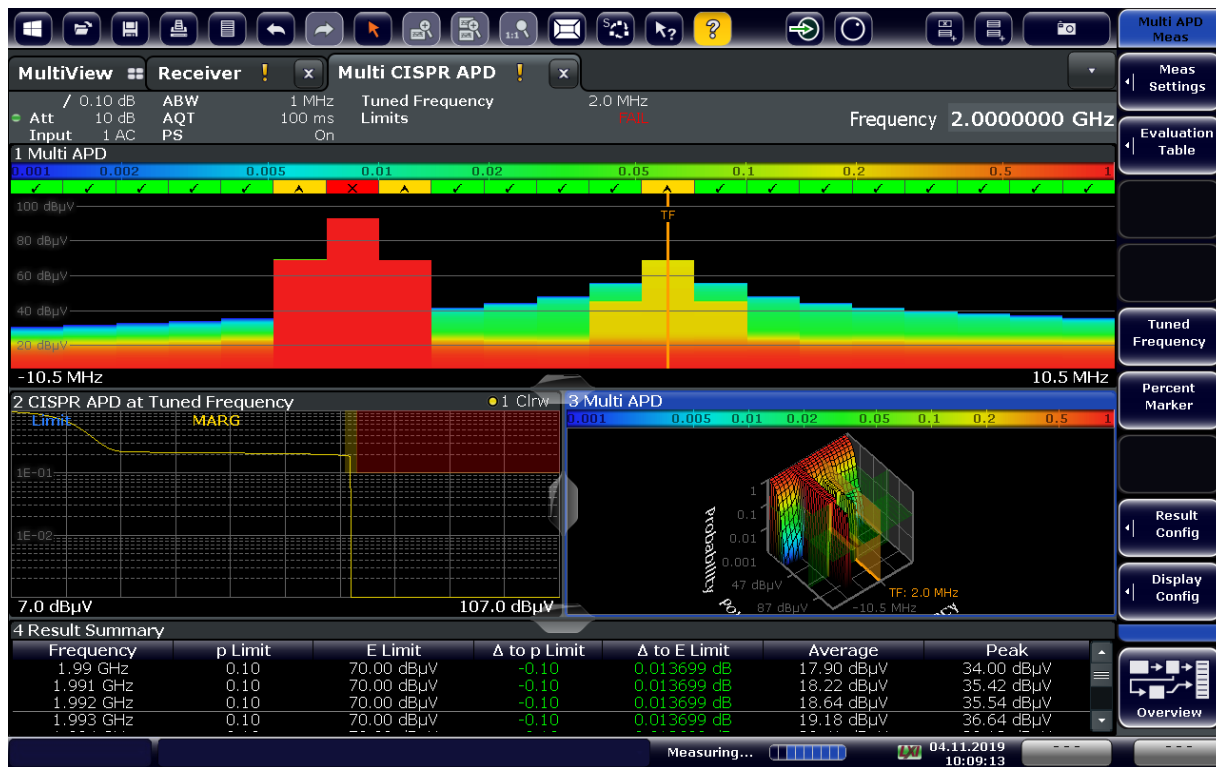 Multi APD Meas
MultiView Receiver ! x Multi CISPR APD ! x
/ 0.10 dB ABW 1 MHz Tuned Frequency 2.0 MHz
Att 10 dB AQT 100 ms Limits FAIL
Input 1 AC PS On
Frequency 2.0000000 GHz
1 Multi APD
0.001 0.002 0.005 0.01 0.02 0.05 0.1 0.2 0.5 1
100 dBµV
TF
80 dBµV
60 dBµV
40 dBµV
20 dBµV
-10.5 MHz 10.5 MHz
2 CISPR APD at Tuned Frequency 1 Clrw
Limit MARG
1E-01
1E-02
7.0 dBµV 107.0 dBµV
3 Multi APD
0.001 0.005 0.01 0.02 0.05 0.1 0.2 0.5 1
1
0.1
0.01
0.001
Probability
47 dBµV
87 dBµV
-10.5 MHz
TF: 2.0 MHz
4 Result Summary
Frequency p Limit E Limit Δ to p Limit Δ to E Limit Average Peak
1.99 GHz 0.10 70.00 dBµV -0.10 0.013699 dB 17.90 dBµV 34.00 dBµV
1.991 GHz 0.10 70.00 dBµV -0.10 0.013699 dB 18.22 dBµV 35.42 dBµV
1.992 GHz 0.10 70.00 dBµV -0.10 0.013699 dB 18.64 dBµV 35.54 dBµV
1.993 GHz 0.10 70.00 dBµV -0.10 0.013699 dB 19.18 dBµV 36.64 dBµV
Measuring... LXI 04.11.2019
10:09:13
--- ---
Meas Settings
Evaluation Table
Tuned Frequency
Percent Marker
Result Config
Display Config
Overview
1:1
S
?
?